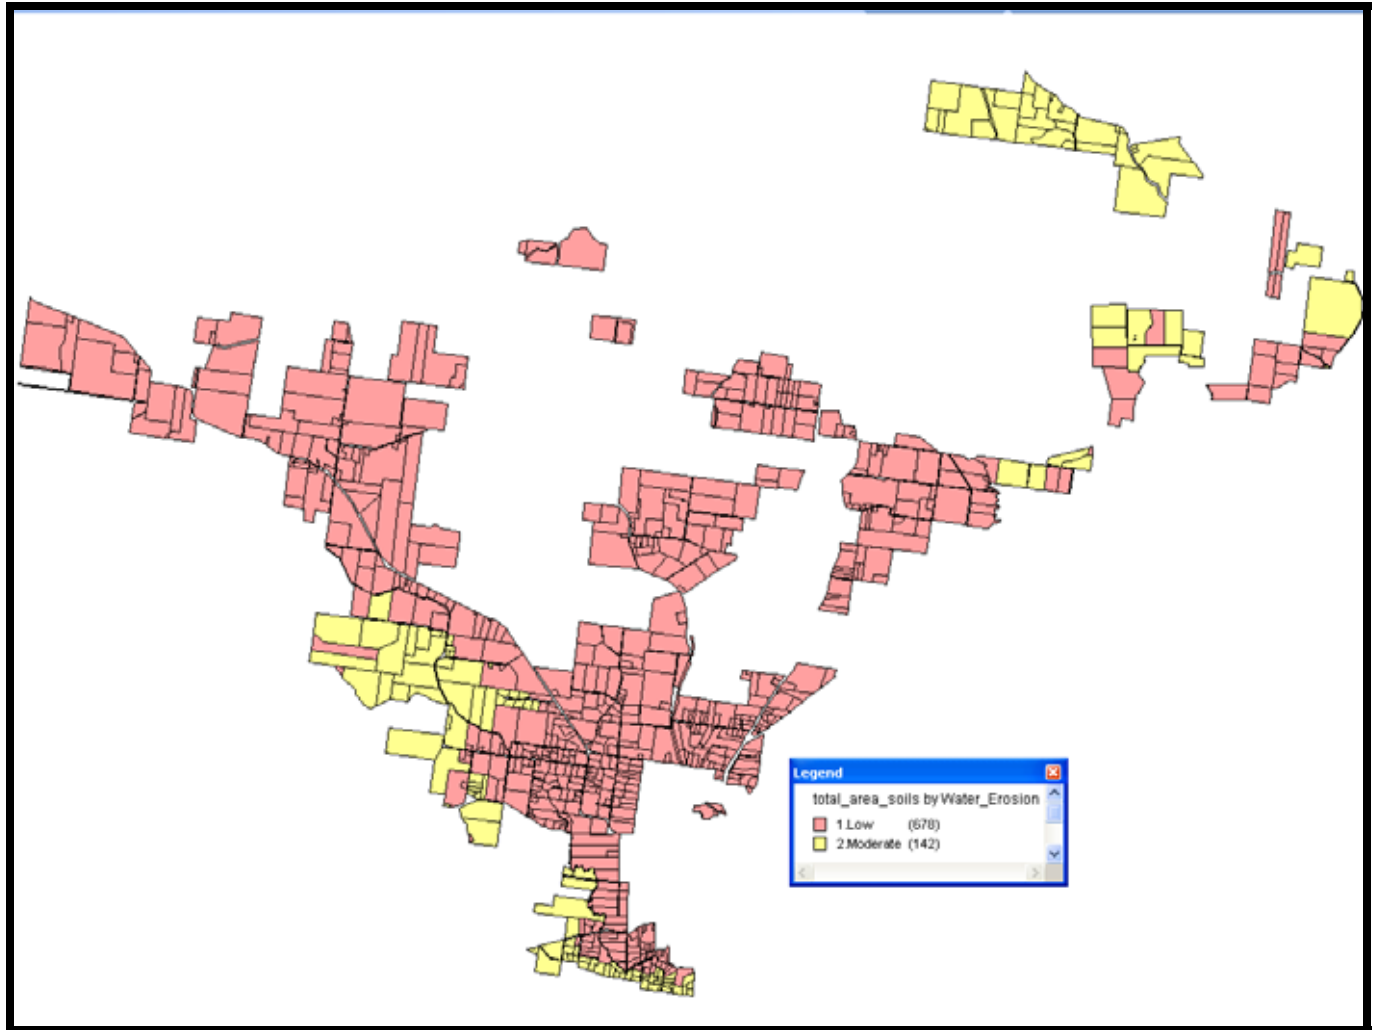 Legend
total_area_soils by Water_Erosion
1.Low (678)
2.Moderate (142)